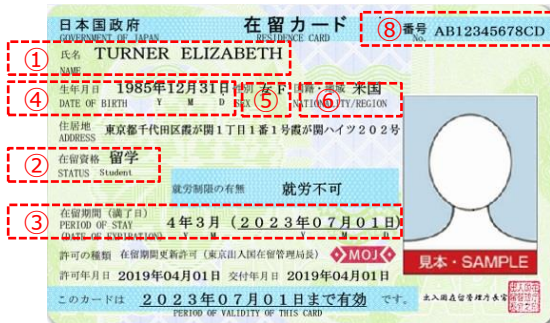 日本国政府 在留カード ⑧ 番号 AB12345678CD
GOVERNMENT OF JAPAN RESIDENCE CARD No.
① 氏名 TURNER ELIZABETH
NAME
④ 生年月日 1985年12月31日 性別 女 F. ⑥ 国籍・地域 米国
DATE OF BIRTH Y M D ⑤ SEX NATIONALITY/REGION
住居地 東京都千代田区霞が関1丁目1番1号霞が関ハイツ202号
ADDRESS
② 在留資格 留学
STATUS Student
就労制限の有無 就労不可
③ 在留期間(満了日) 4年3月(2023年07月01日)
PERIOD OF STAY
(DATE OF EXPIRATION) Y M Y M D
許可の種類 在留期間更新許可(東京出入国在留管理局長) MOJ
許可年月日 2019年04月01日 交付年月日 2019年04月01日
見本・SAMPLE
このカードは 2023年07月01日まで有効 です。 出入国在留管理庁長官
PERIOD OF VALIDITY OF THIS CARD